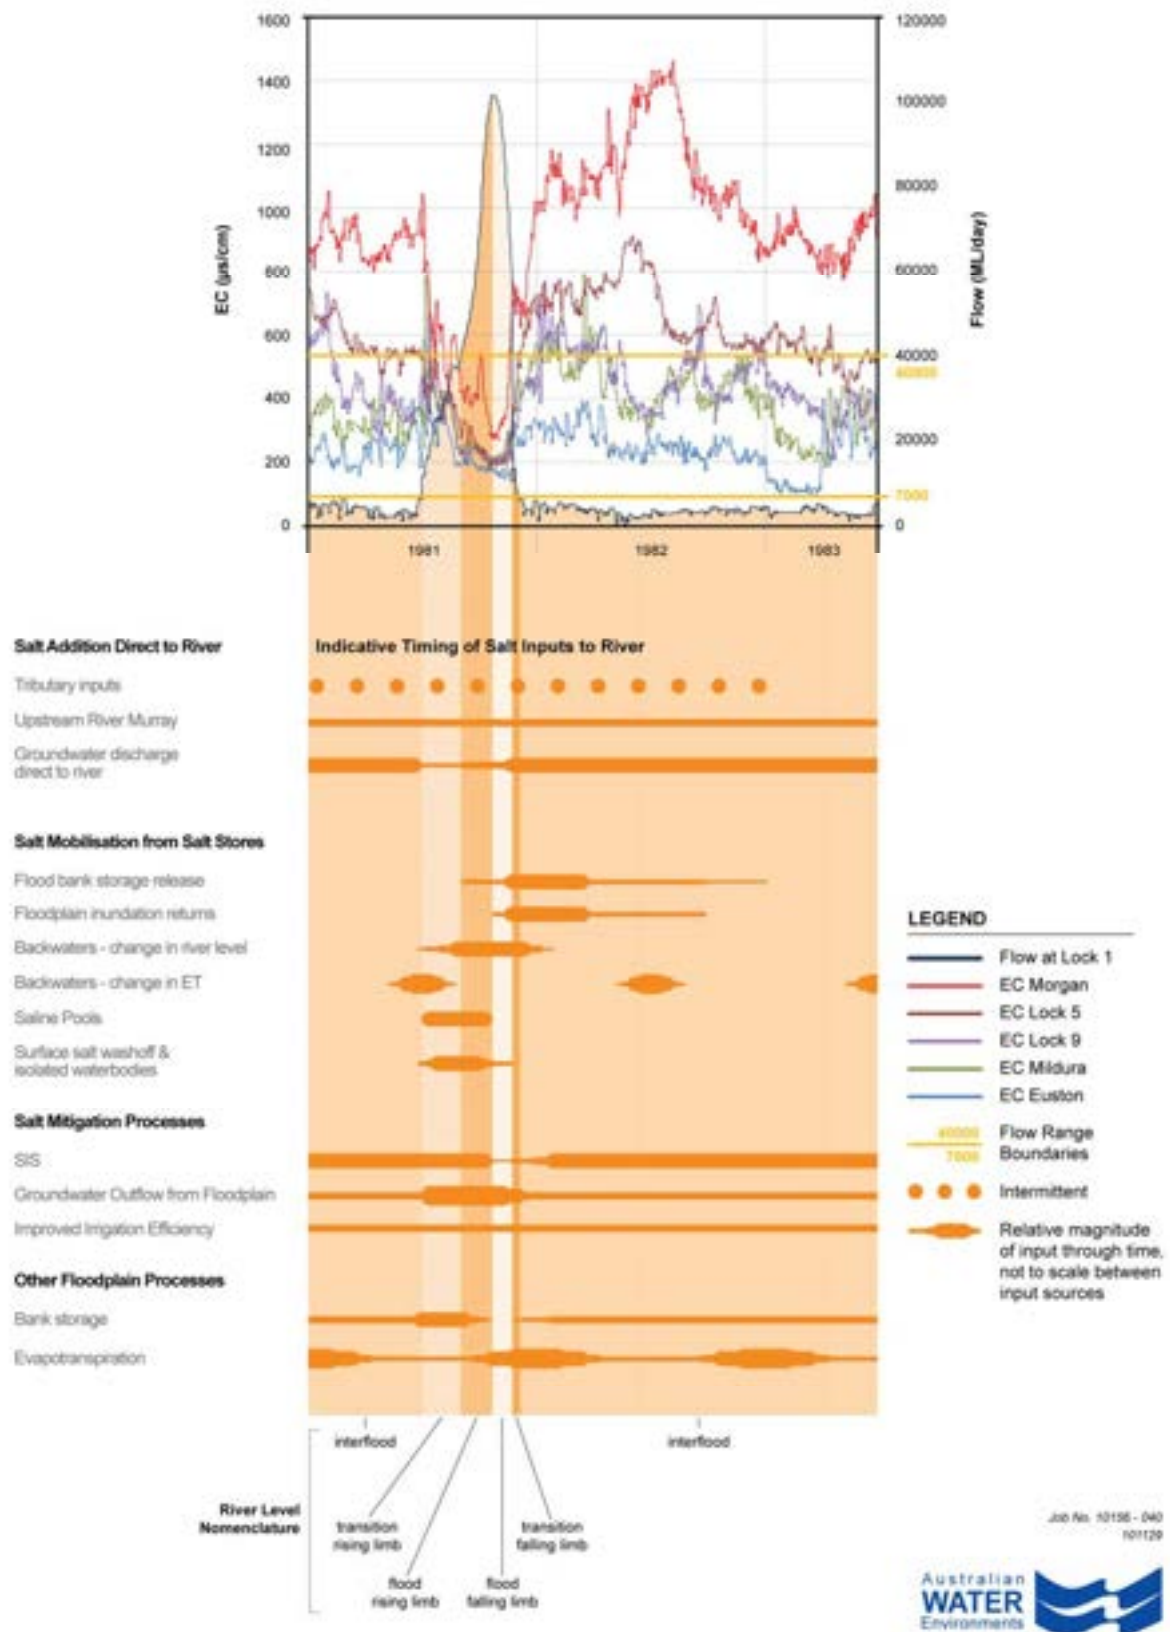 1600
1400
1200
1000
800
600
400
200
0
EC (µs/cm)
120000
100000
80000
60000
40000
20000
7000
0
Flow (ML/day)
1981
1982
1983
Salt Addition Direct to River
Indicative Timing of Salt Inputs to River
Tributary inputs
Upstream River Murray
Groundwater discharge
direct to river
Salt Mobilisation from Salt Stores
Flood bank storage release
Floodplain inundation returns
Backwaters - change in river level
Backwaters - change in ET
Saline Pools
Surface salt washoff &
isolated waterbodies
Salt Mitigation Processes
SIS
Groundwater Outflow from Floodplain
Improved Irrigation Efficiency
Other Floodplain Processes
Bank storage
Evapotranspiration
LEGEND
Flow at Lock 1
EC Morgan
EC Lock 5
EC Lock 9
EC Mildura
EC Euston
7000
Flow Range
Boundaries
Intermittent
Relative magnitude
of input through time,
not to scale between
input sources
interflood
interflood
River Level
Nomenclature
transition
rising limb
transition
falling limb
flood
rising limb
flood
falling limb
Job No. 10156 - 040
101129
Australian
WATER
Environments